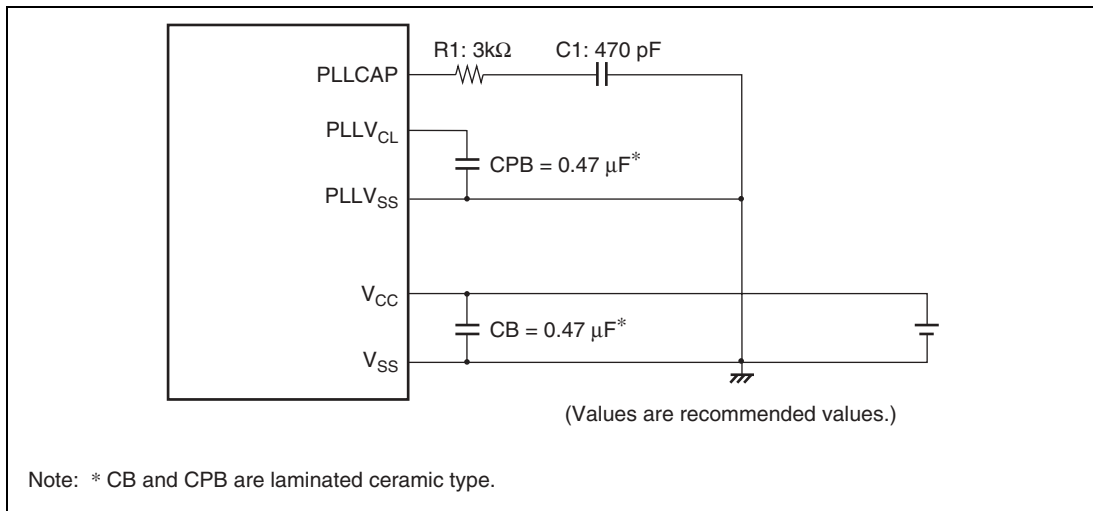 R1: 3kΩ C1: 470 pF
PLLCAP
PLLVCL
CPB = 0.47 μF*
PLLVSS
VCC
CB = 0.47 μF*
VSS
(Values are recommended values.)
Note: * CB and CPB are laminated ceramic type.